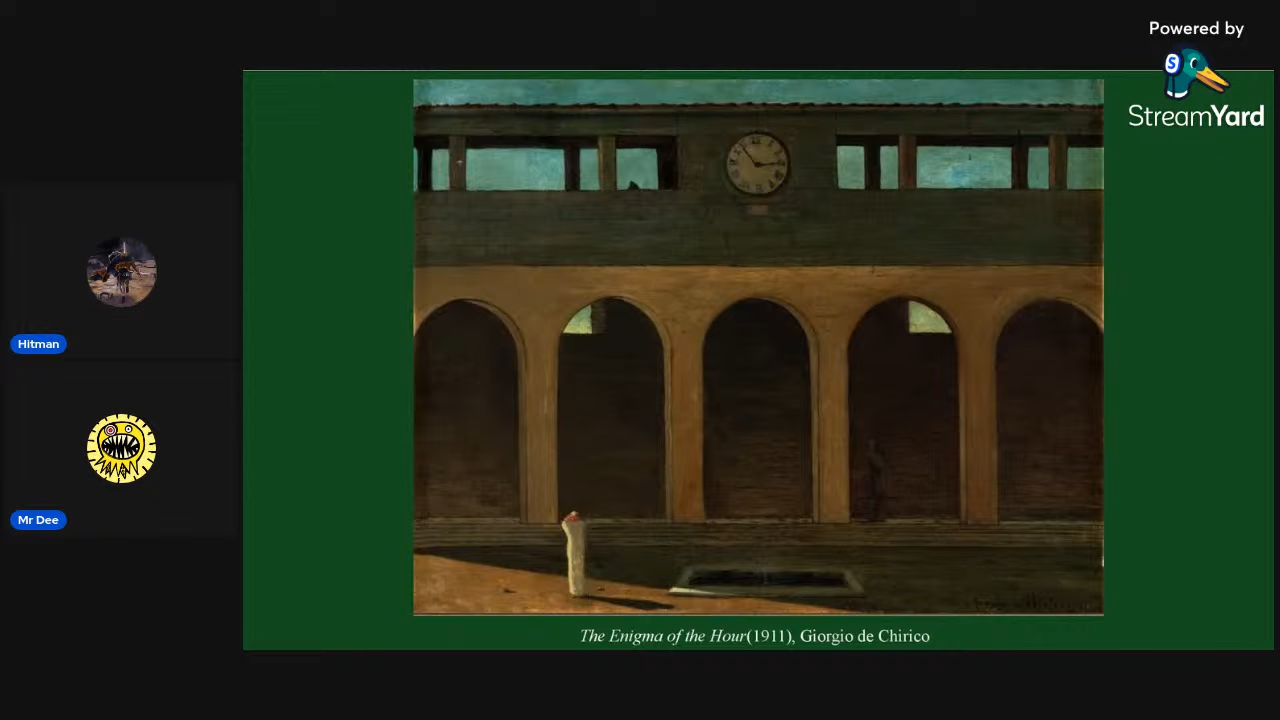 Powered by
StreamYard
Hitman
Mr Dee
The Enigma of the Hour(1911), Giorgio de Chirico